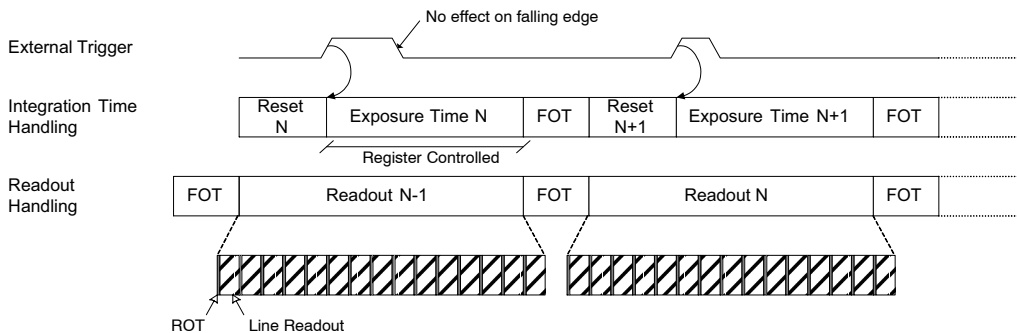 No effect on falling edge
External Trigger
Integration Time
Handling
Reset
N
Exposure Time N
FOT
Reset
N+1
Exposure Time N+1
FOT
Register Controlled
Readout
Handling
FOT
Readout N-1
FOT
Readout N
FOT
ROT
Line Readout